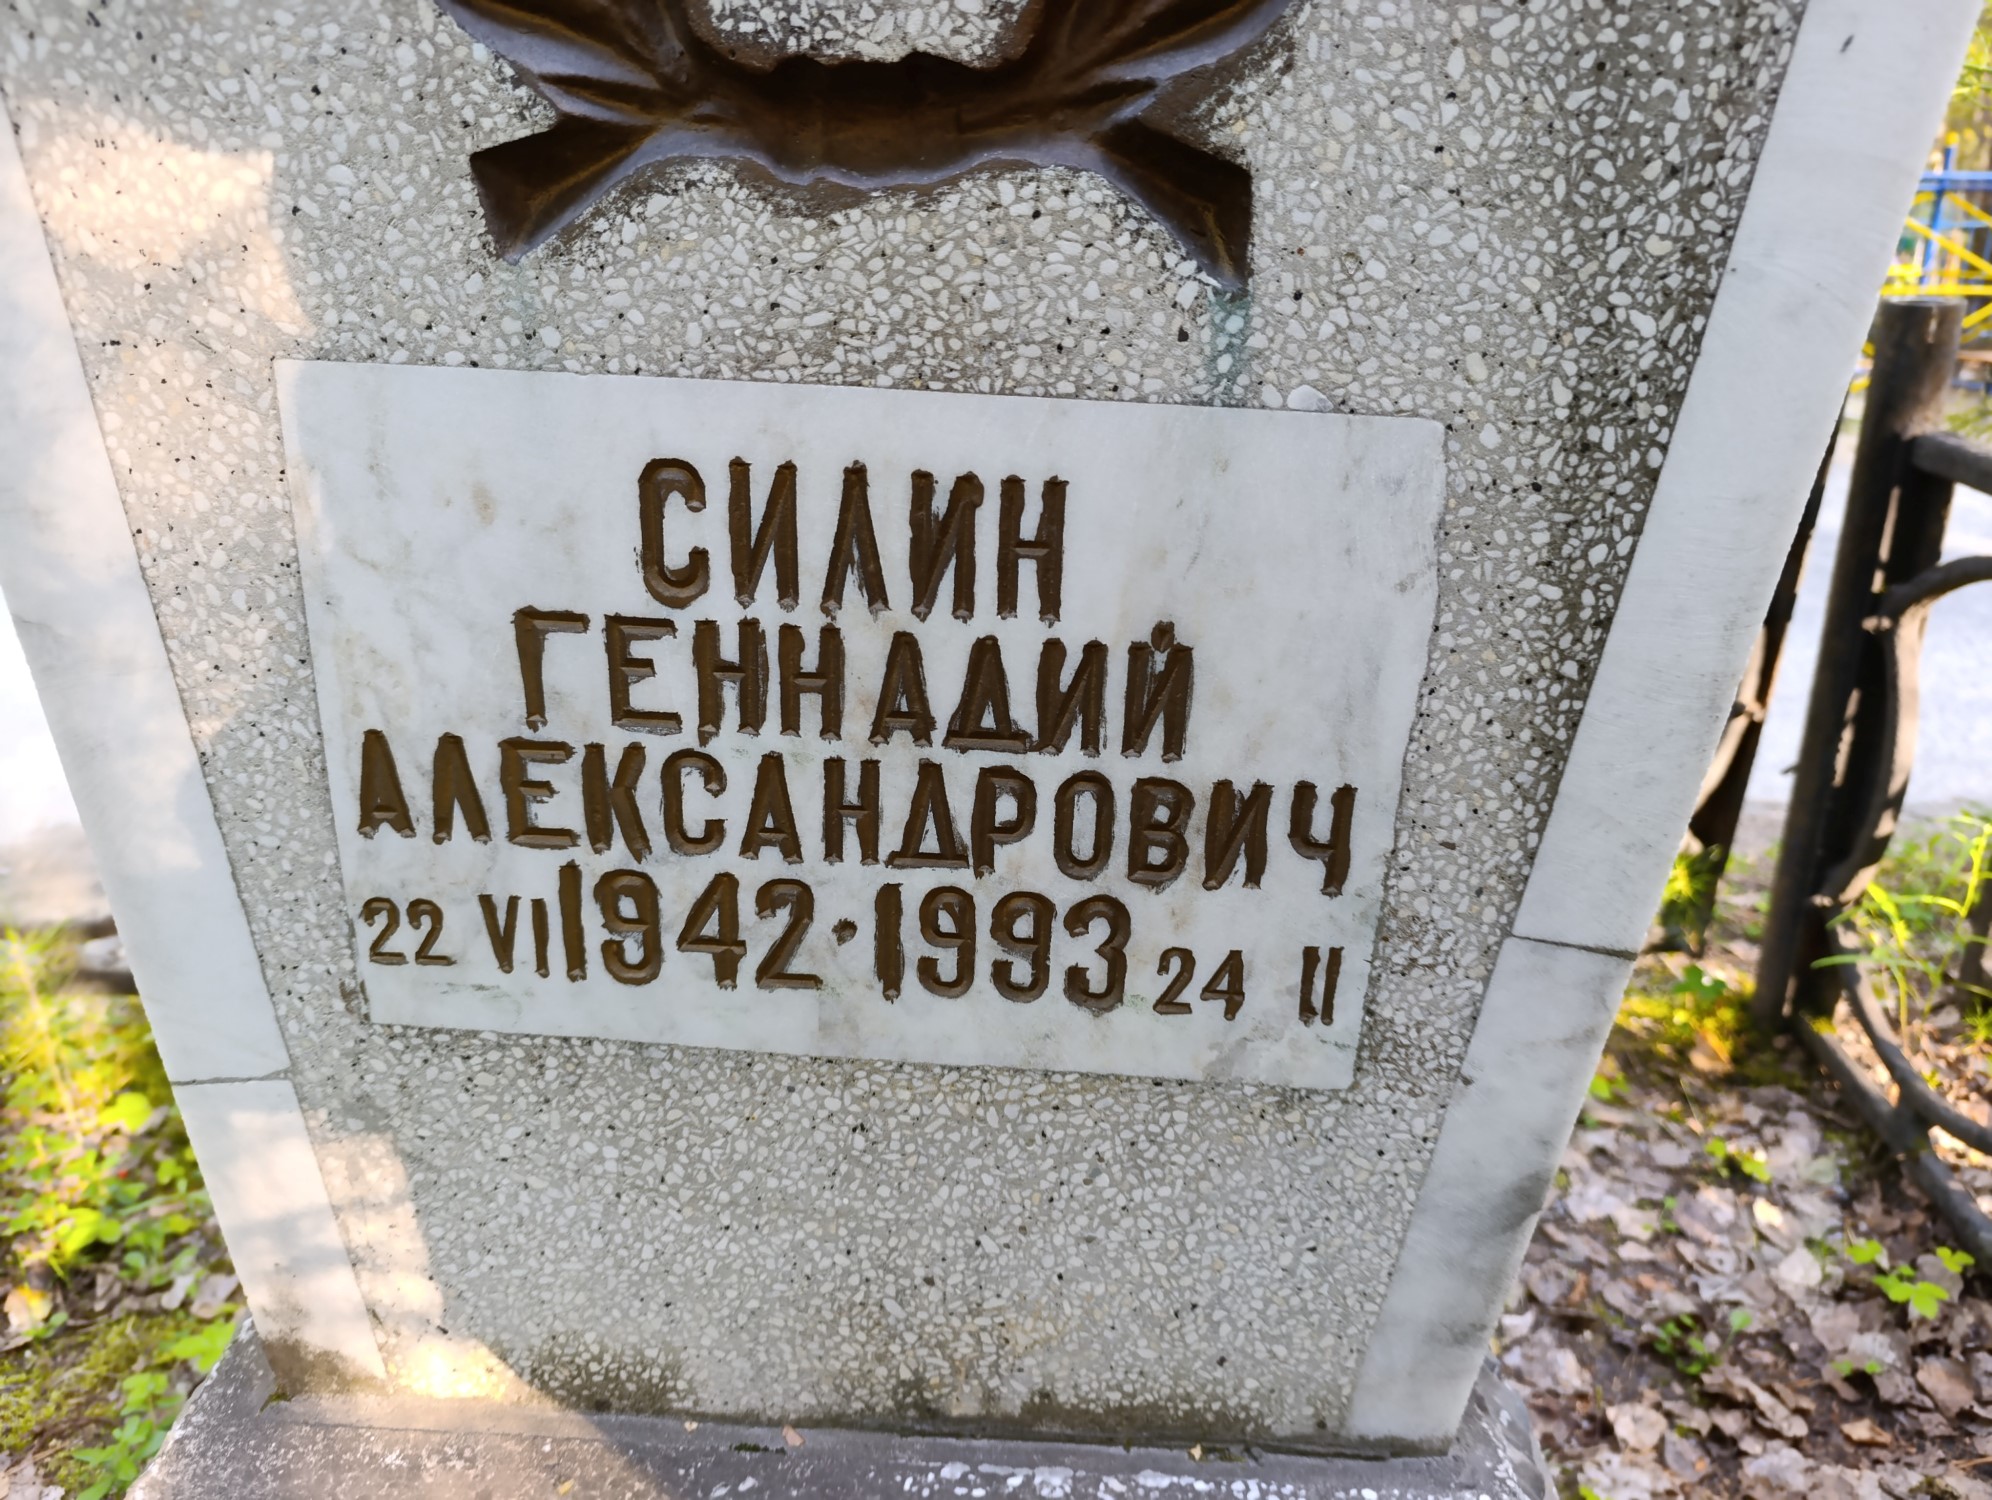 СИЛИН
ГЕННАДИЙ
АЛЕКСАНДРОВИЧ
22 VI 1942 · 1993 24 II